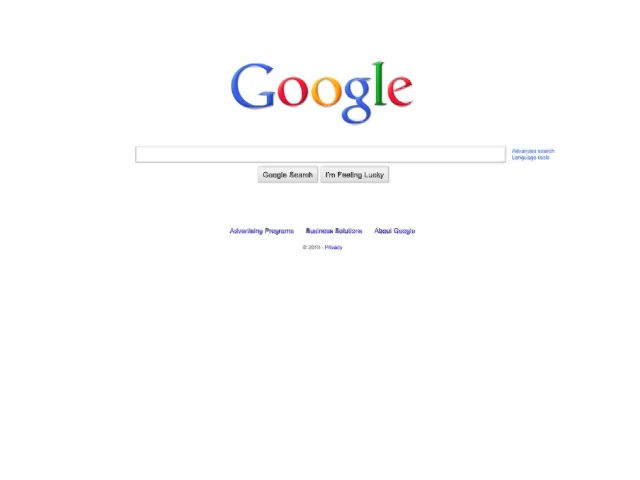 Google
Advanced search
Language tools
Google Search I'm Feeling Lucky
Advertising Programs Business Solutions About Google
© 2010 - Privacy